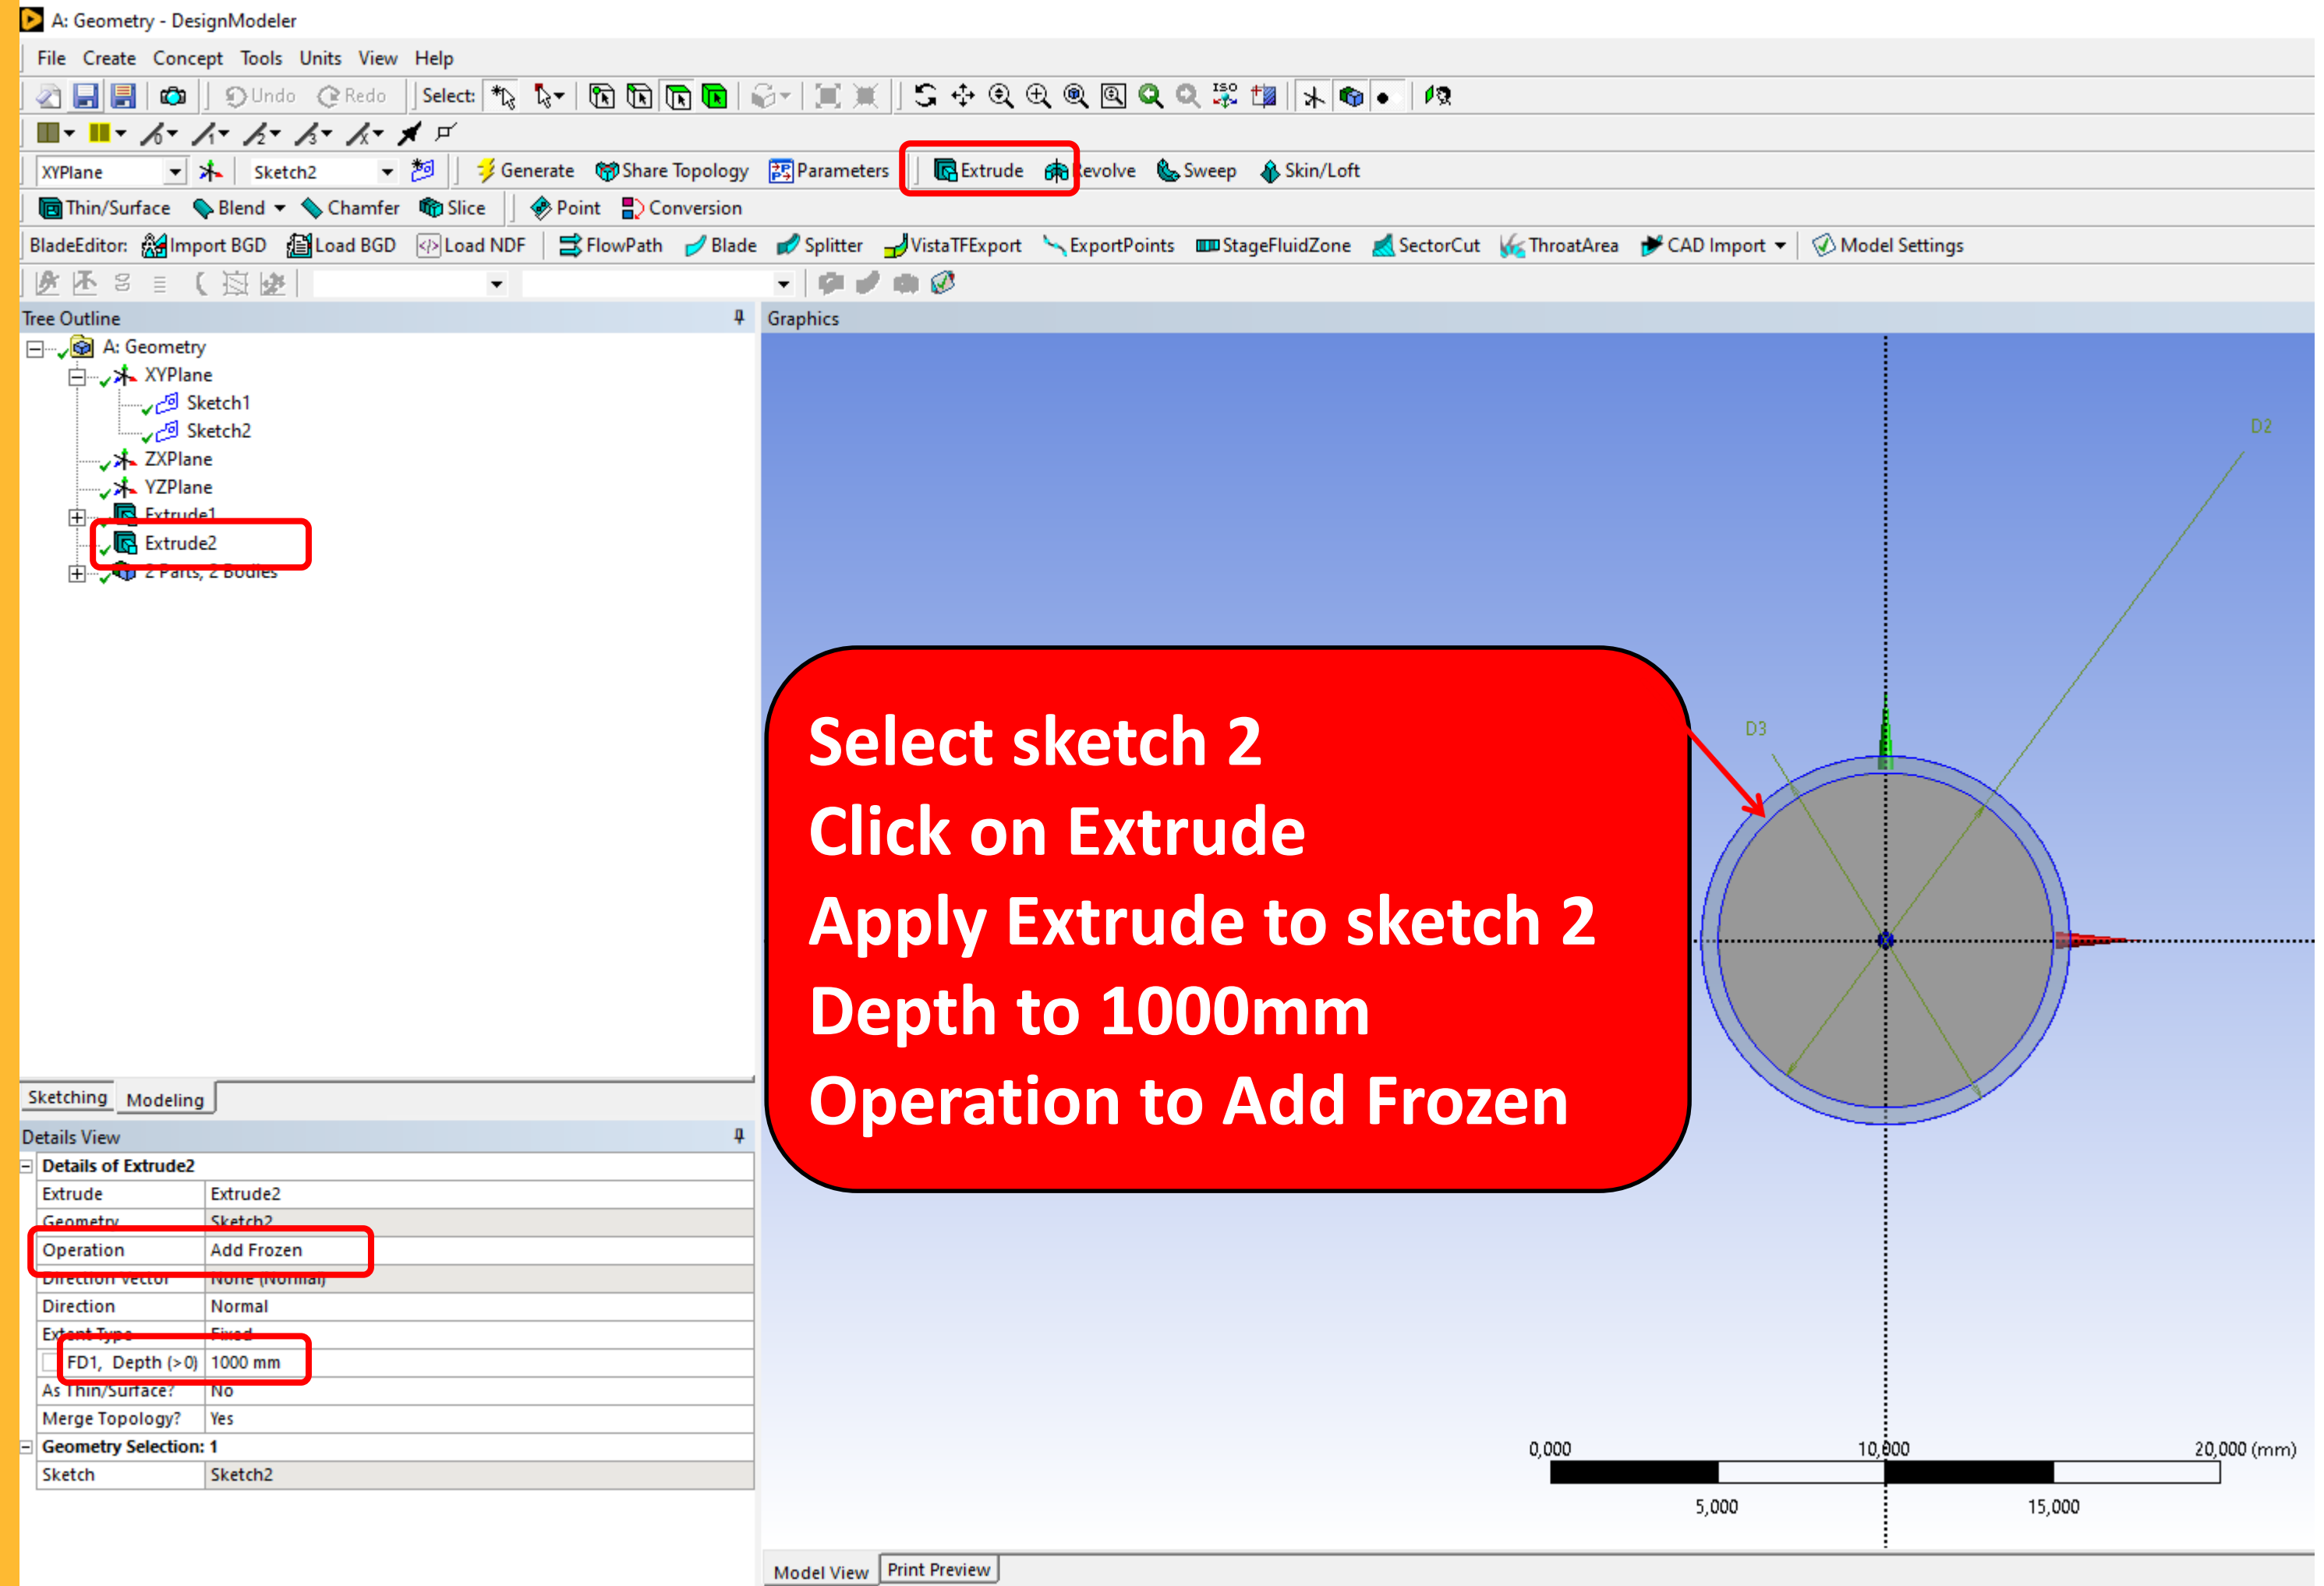 A: Geometry - DesignModeler
File Create Concept Tools Units View Help
Undo Redo Select:
XYPlane Sketch2 Generate Share Topology Parameters Extrude Revolve Sweep Skin/Loft
Thin/Surface Blend Chamfer Slice Point Conversion
BladeEditor: Import BGD Load BGD Load NDF FlowPath Blade Splitter VistaTFExport ExportPoints StageFluidZone SectorCut ThroatArea CAD Import Model Settings
Tree Outline
A: Geometry
XYPlane
Sketch1
Sketch2
ZXPlane
YZPlane
Extrude1
Extrude2
2 Parts, 2 Bodies
Sketching Modeling
Details View
Details of Extrude2
Extrude Extrude2
Geometry Sketch2
Operation Add Frozen
Direction Vector None (Normal)
Direction Normal
Extent Type Fixed
FD1, Depth (>0) 1000 mm
As Thin/Surface? No
Merge Topology? Yes
Geometry Selection: 1
Sketch Sketch2
Graphics
D2
D3
Select sketch 2
Click on Extrude
Apply Extrude to sketch 2
Depth to 1000mm
Operation to Add Frozen
0,000 10,000 20,000 (mm)
5,000 15,000
Model View Print Preview